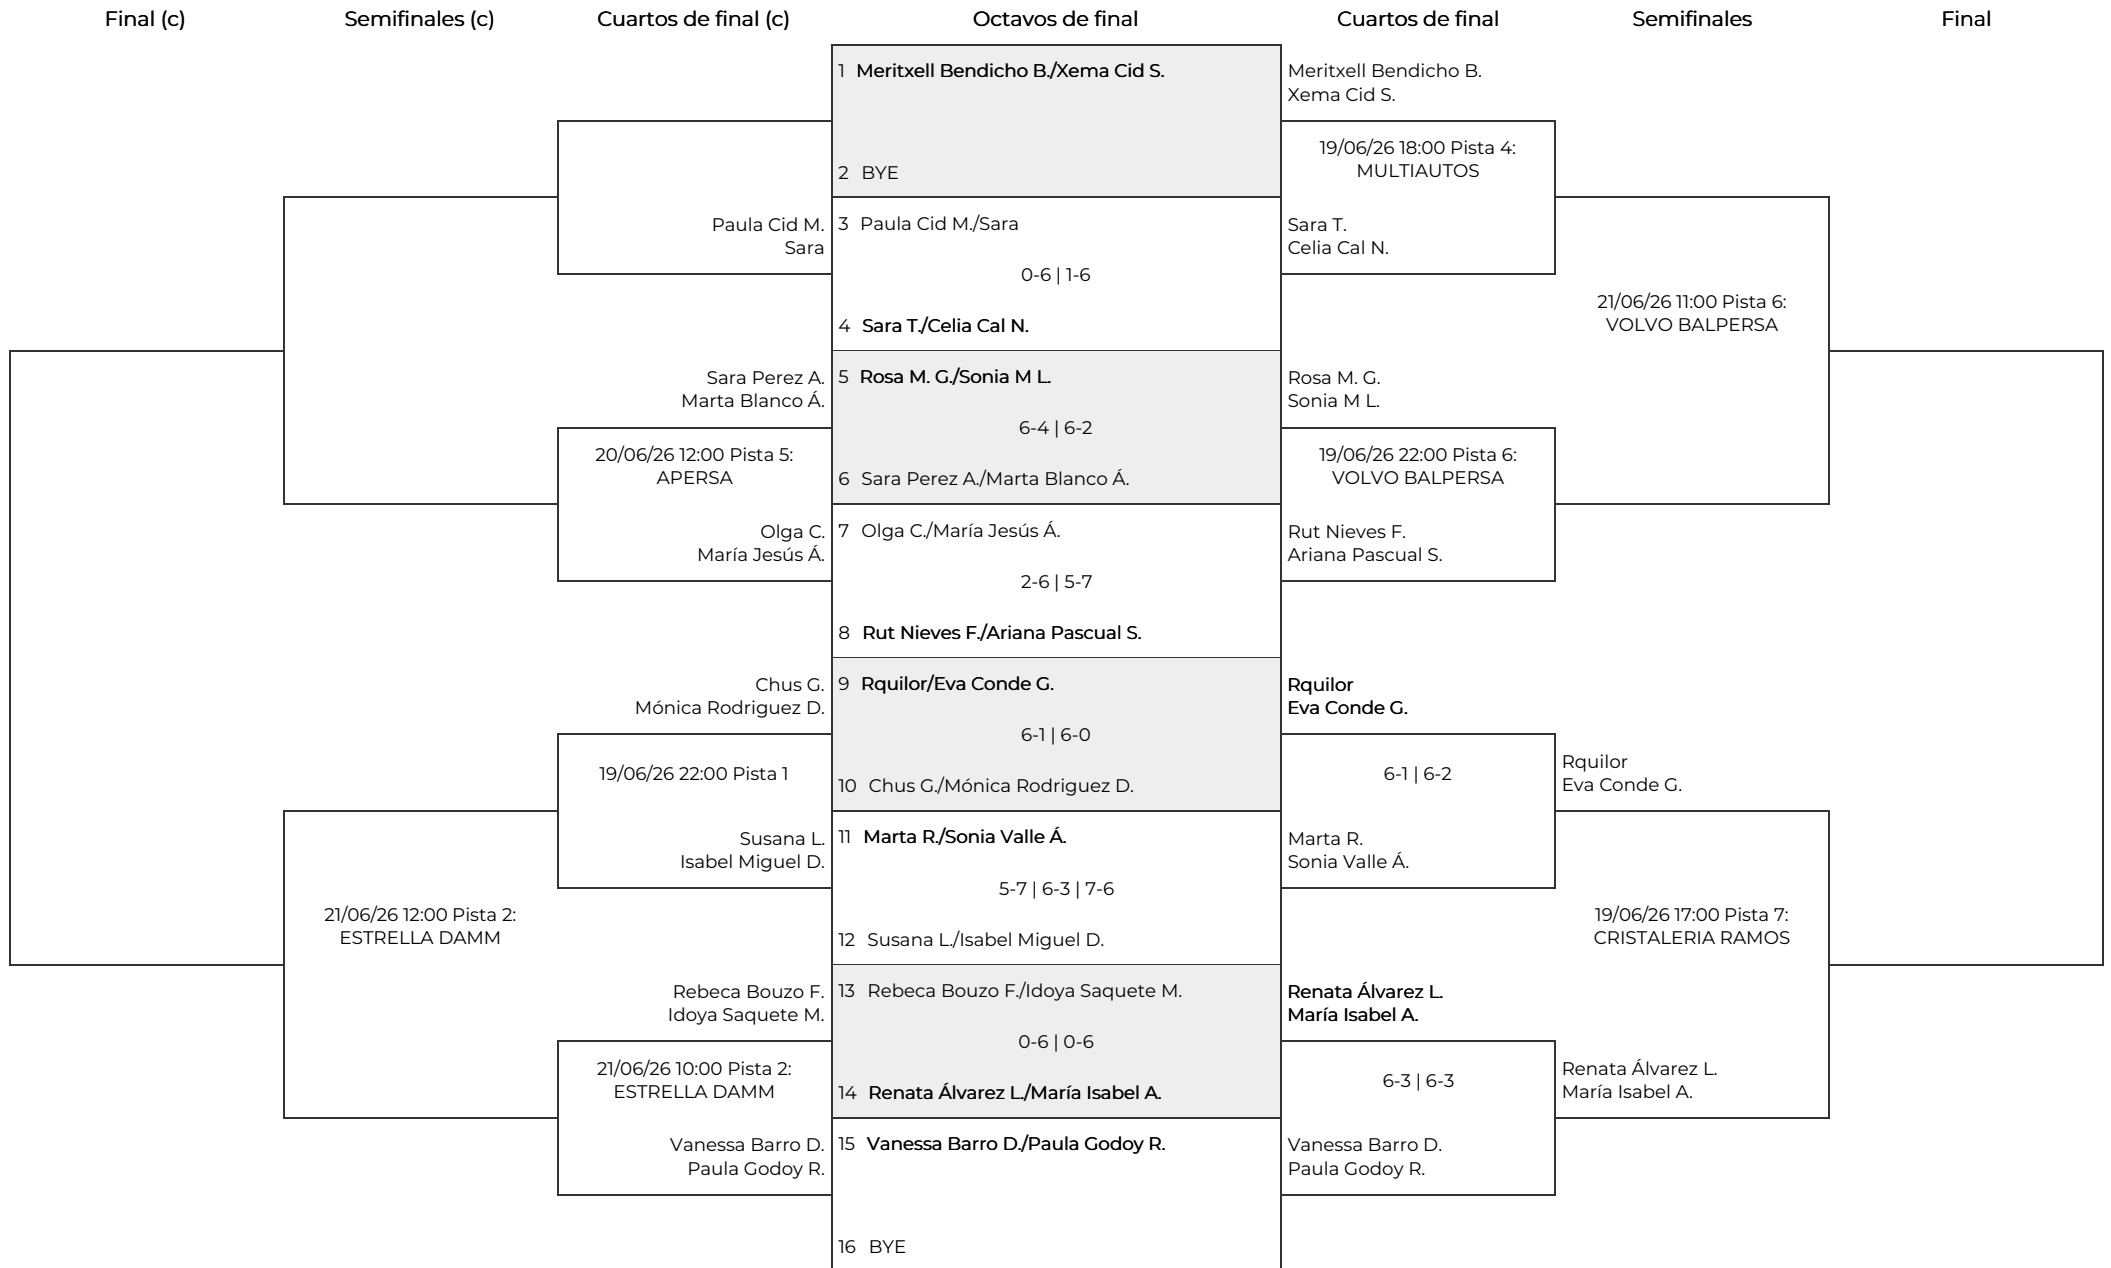 Final (c)
Semifinales (c)
Cuartos de final (c)
Octavos de final
Cuartos de final
Semifinales
Final
Paula Cid M.
Sara
Sara Perez A.
Marta Blanco Á.
20/06/26 12:00 Pista 5:
APERSA
Olga C.
María Jesús Á.
Chus G.
Mónica Rodriguez D.
19/06/26 22:00 Pista 1
Susana L.
Isabel Miguel D.
21/06/26 12:00 Pista 2:
ESTRELLA DAMM
Rebeca Bouzo F.
Idoya Saquete M.
21/06/26 10:00 Pista 2:
ESTRELLA DAMM
Vanessa Barro D.
Paula Godoy R.
1 Meritxell Bendicho B./Xema Cid S.
2 BYE
3 Paula Cid M./Sara
0-6 | 1-6
4 Sara T./Celia Cal N.
5 Rosa M. G./Sonia M L.
6-4 | 6-2
6 Sara Perez A./Marta Blanco Á.
7 Olga C./María Jesús Á.
2-6 | 5-7
8 Rut Nieves F./Ariana Pascual S.
9 Rquilor/Eva Conde G.
6-1 | 6-0
10 Chus G./Mónica Rodriguez D.
11 Marta R./Sonia Valle Á.
5-7 | 6-3 | 7-6
12 Susana L./Isabel Miguel D.
13 Rebeca Bouzo F./Idoya Saquete M.
0-6 | 0-6
14 Renata Álvarez L./María Isabel A.
15 Vanessa Barro D./Paula Godoy R.
16 BYE
Meritxell Bendicho B.
Xema Cid S.
19/06/26 18:00 Pista 4:
MULTIAUTOS
Sara T.
Celia Cal N.
Rosa M. G.
Sonia M L.
19/06/26 22:00 Pista 6:
VOLVO BALPERSA
Rut Nieves F.
Ariana Pascual S.
Rquilor
Eva Conde G.
6-1 | 6-2
Marta R.
Sonia Valle Á.
Renata Álvarez L.
María Isabel A.
6-3 | 6-3
Vanessa Barro D.
Paula Godoy R.
21/06/26 11:00 Pista 6:
VOLVO BALPERSA
Rquilor
Eva Conde G.
19/06/26 17:00 Pista 7:
CRISTALERIA RAMOS
Renata Álvarez L.
María Isabel A.